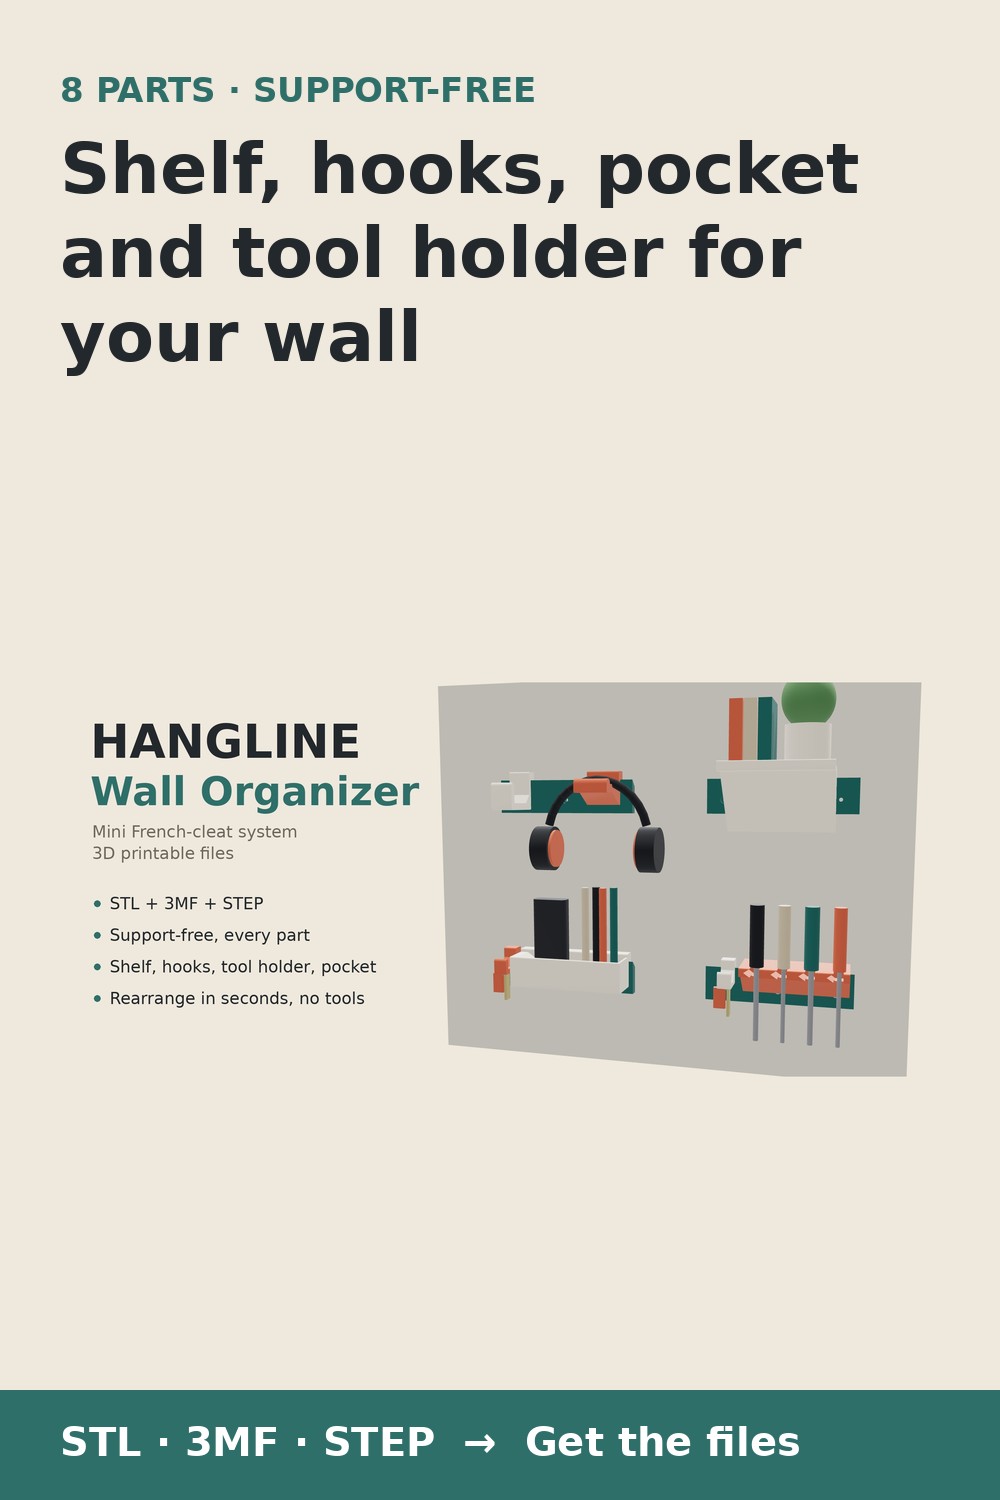 8 PARTS · SUPPORT-FREE
Shelf, hooks, pocket
and tool holder for
your wall
HANGLINE
Wall Organizer
Mini French-cleat system
3D printable files
• STL + 3MF + STEP
• Support-free, every part
• Shelf, hooks, tool holder, pocket
• Rearrange in seconds, no tools
STL · 3MF · STEP → Get the files